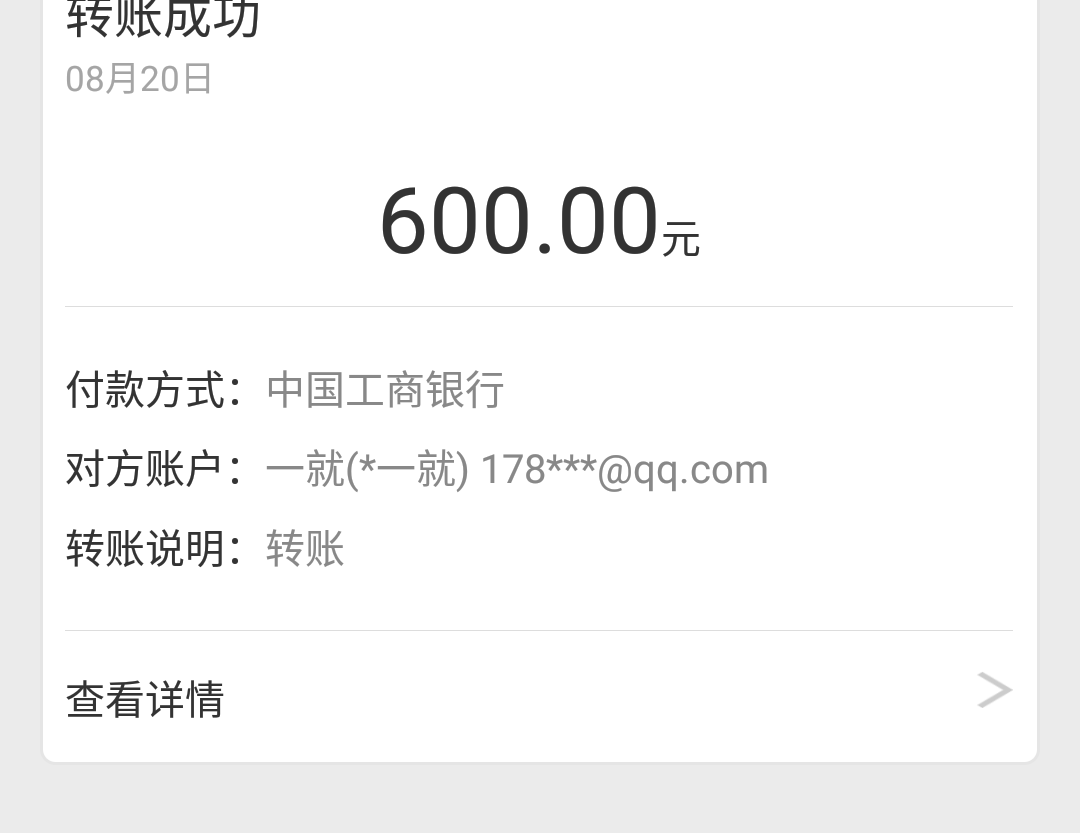 转账成功
08月20日
600.00元
付款方式：中国工商银行
对方账户：一就(*一就) 178***@qq.com
转账说明：转账
查看详情